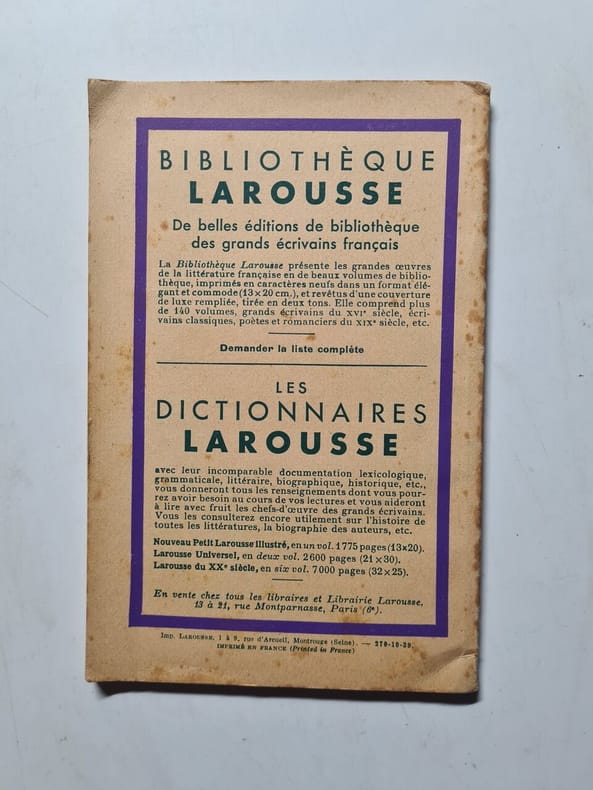 BIBLIOTHÈQUE
LAROUSSE
De belles éditions de bibliothèque
des grands écrivains français
La Bibliothèque Larousse présente les grandes œuvres
de la littérature française en de beaux volumes de biblio-
thèque, imprimés en caractères neufs dans un format élé-
gant et commode (13×20 cm.), et revêtus d'une couverture
de luxe rempliée, tirée en deux tons. Elle comprend plus
de 140 volumes, grands écrivains du XVIe siècle, écri-
vains classiques, poètes et romanciers du XIXe siècle, etc.
Demander la liste complète
LES
DICTIONNAIRES
LAROUSSE
avec leur incomparable documentation lexicologique,
grammaticale, littéraire, biographique, historique, etc.,
vous donneront tous les renseignements dont vous pour-
rez avoir besoin au cours de vos lectures et vous aideront
à lire avec fruit les chefs-d'œuvre des grands écrivains.
Vous les consulterez encore utilement sur l'histoire de
toutes les littératures, la biographie des auteurs, etc.
Nouveau Petit Larousse Illustré, en un vol. 1775 pages (13×20).
Larousse Universel, en deux vol. 2600 pages (21×30).
Larousse du XXe siècle, en six vol. 7000 pages (32×25).
En vente chez tous les libraires et Librairie Larousse,
13 à 21, rue Montparnasse, Paris (6e).
Imp. LAROUSSE, 1 à 9, rue d'Arcueil, Montrouge (Seine). — 270-10-39.
IMPRIMÉ EN FRANCE (Printed in France)